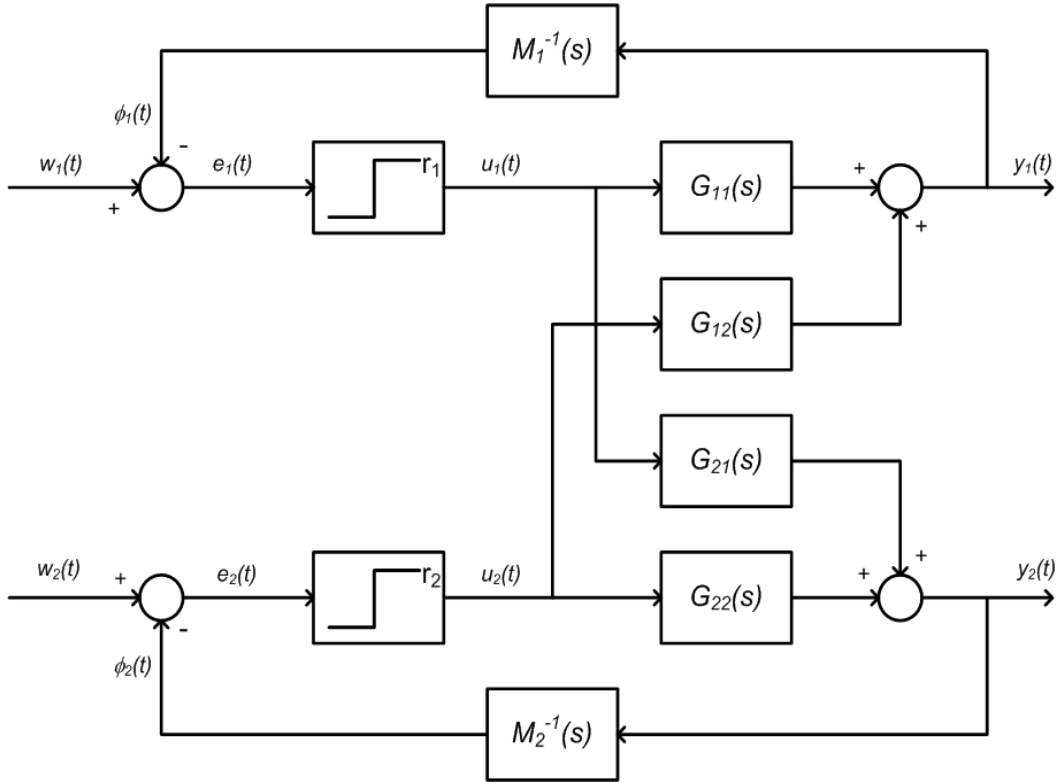 M₁⁻¹(s)
ϕ₁(t)
-
w₁(t)
+
e₁(t)
r₁
u₁(t)
G₁₁(s)
+
+
y₁(t)
G₁₂(s)
G₂₁(s)
w₂(t)
+
-
e₂(t)
r₂
u₂(t)
G₂₂(s)
+
+
y₂(t)
ϕ₂(t)
M₂⁻¹(s)